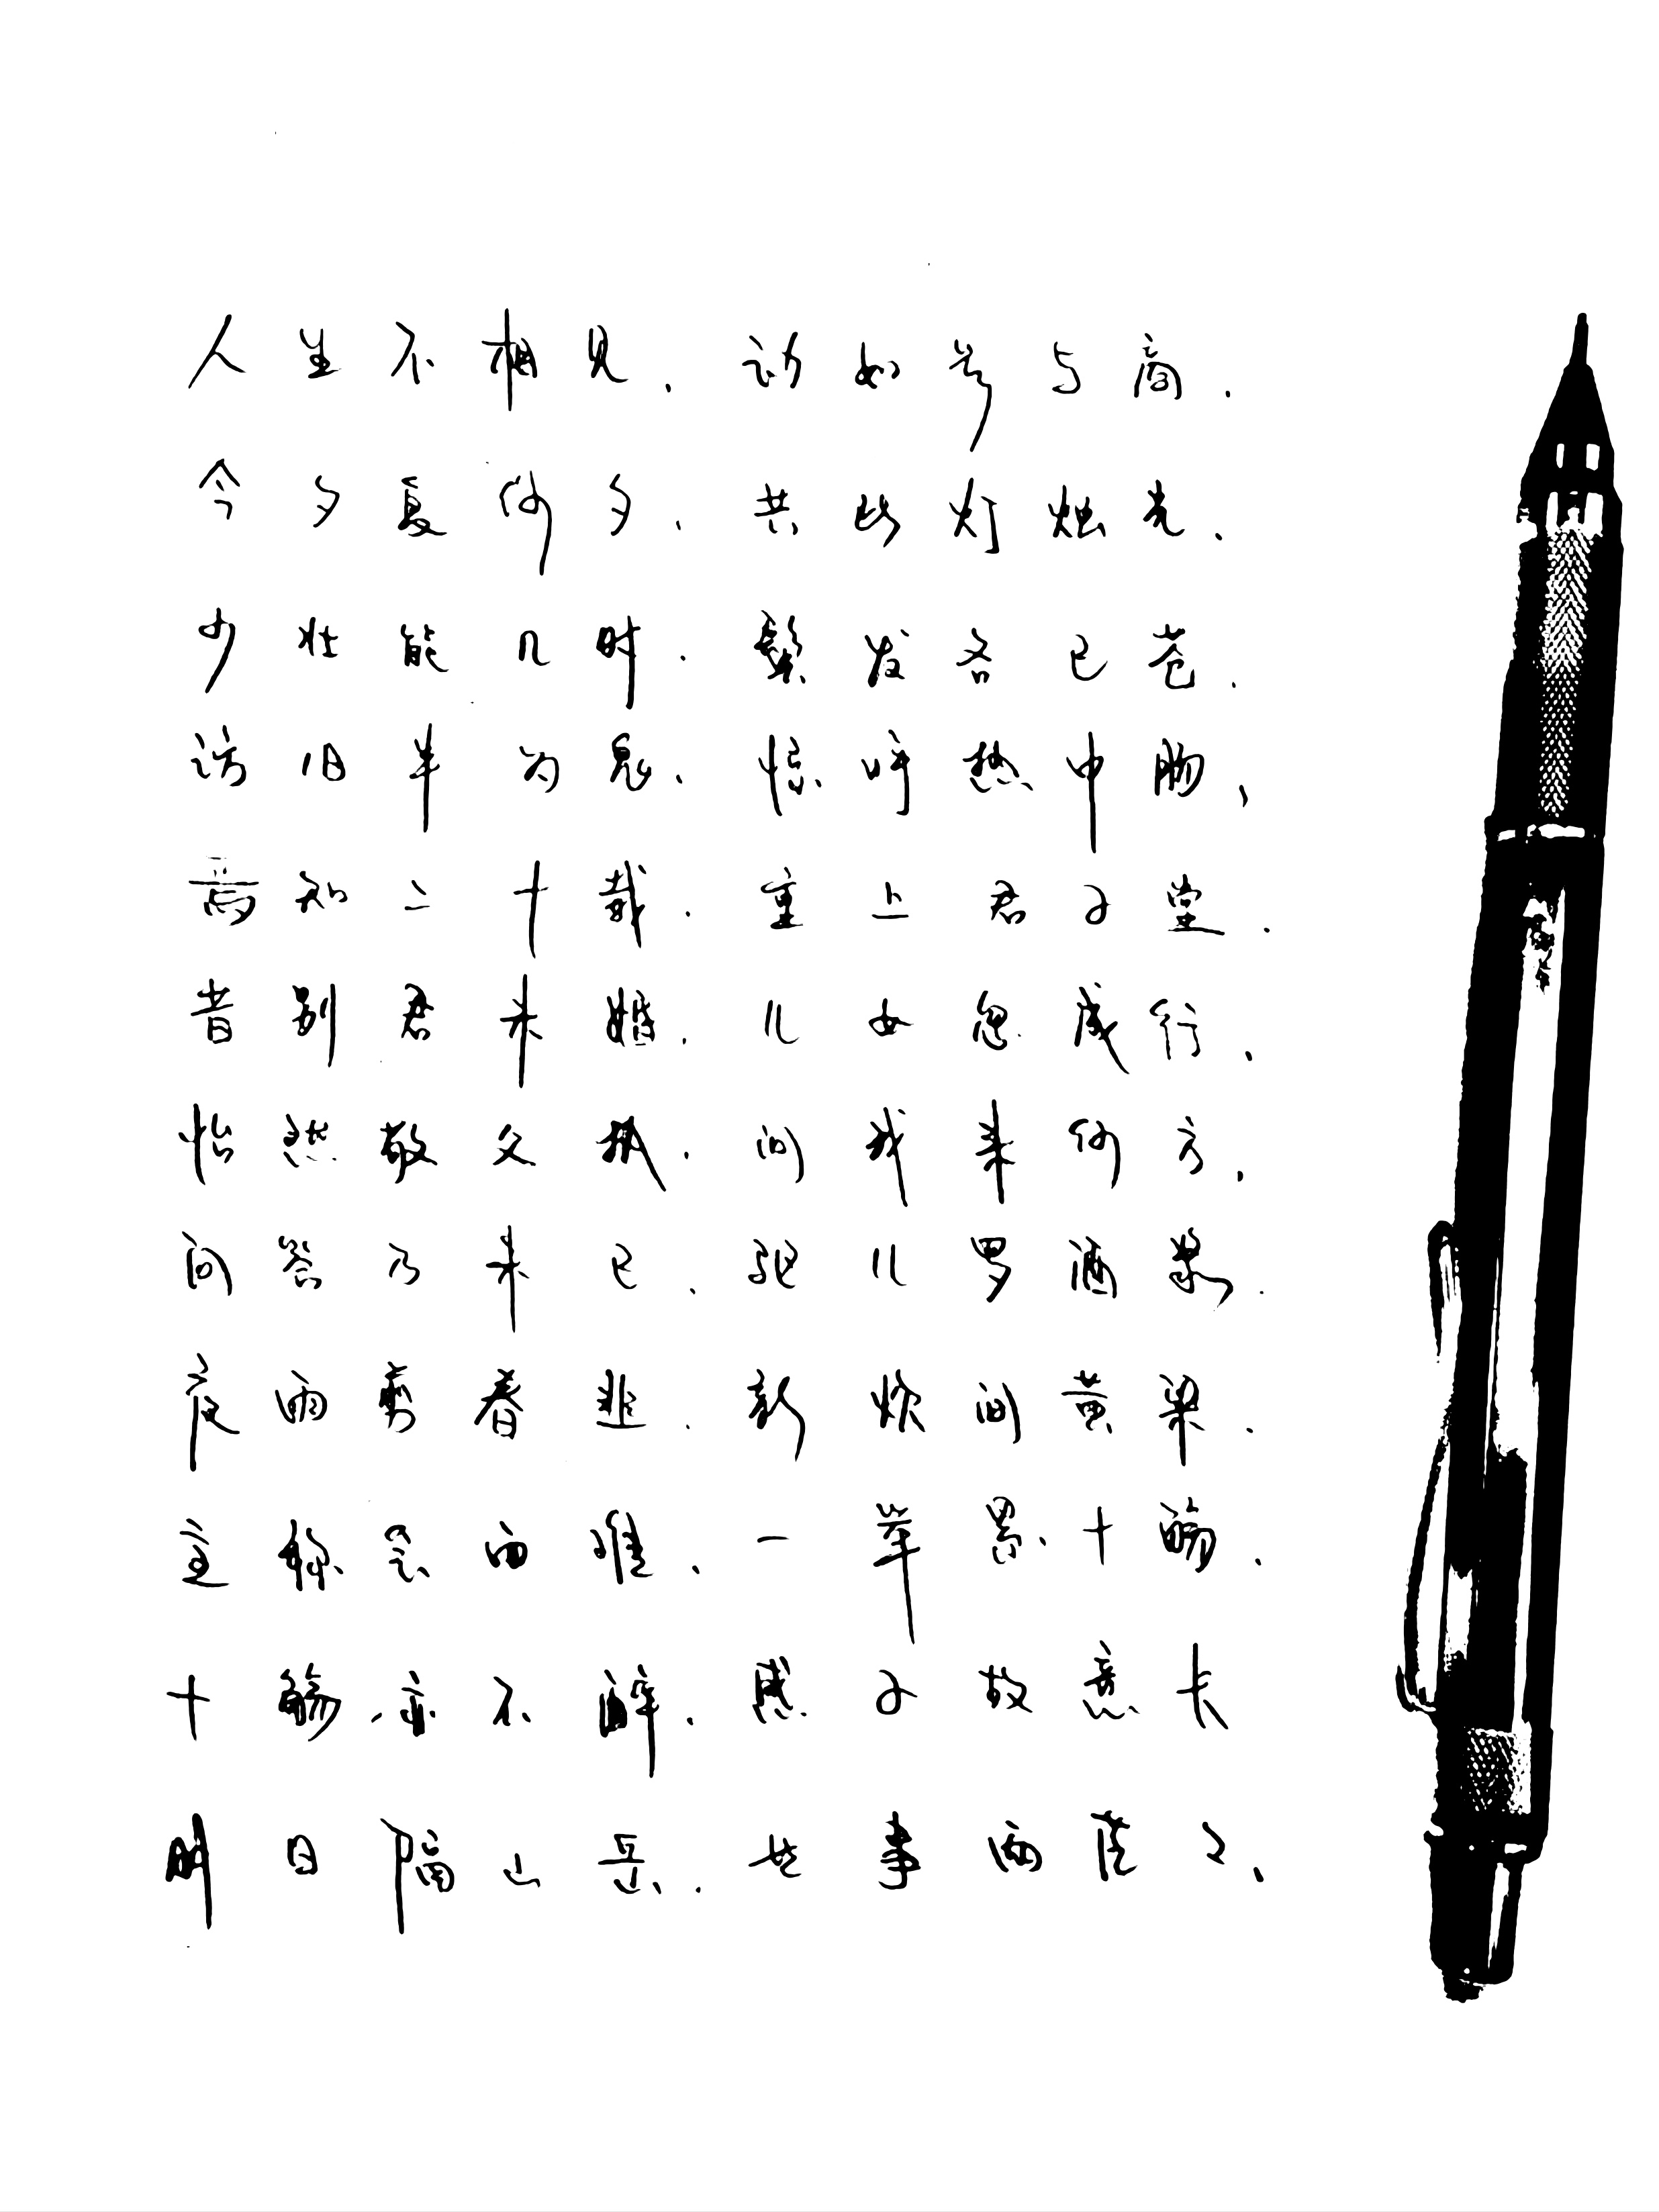 人生不相见.动如参与商.
今夕复何夕.共此灯烛光.
少壮能几时.鬓发各已苍.
访旧半为鬼.惊呼热中肠.
焉知二十载.重上君子堂.
昔别君未婚.儿女忽成行.
怡然敬父执.问我来何方.
问答乃未已.驱儿罗酒浆.
夜雨剪春韭.新炊间黄粱.
主称会面难.一举累十觞.
十觞亦不醉.感子故意长
明日隔山岳.世事两茫々.